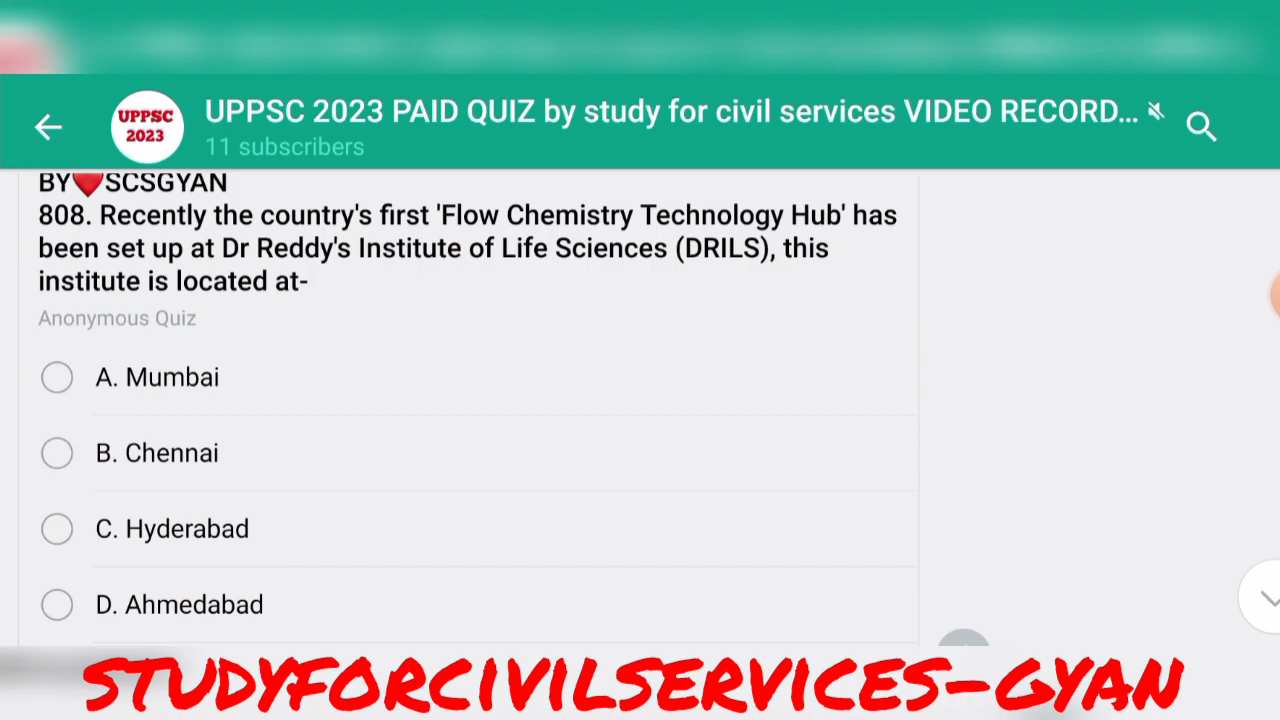 UPPSC
2023
UPPSC 2023 PAID QUIZ by study for civil services VIDEO RECORD...
11 subscribers
BY❤️SCSGYAN
808. Recently the country's first 'Flow Chemistry Technology Hub' has
been set up at Dr Reddy's Institute of Life Sciences (DRILS), this
institute is located at-
Anonymous Quiz
A. Mumbai
B. Chennai
C. Hyderabad
D. Ahmedabad
STUDYFORCIVILSERVICES-GYAN